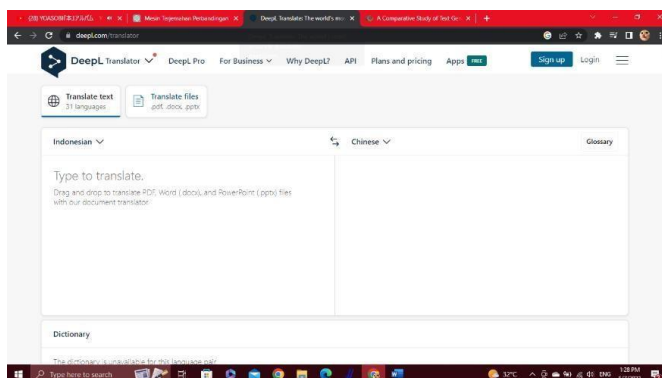 Mesin Terjemahan Perbandingan
DeepL Translate: The world's
A Comparative Study of Text
deepl.com/translator
DeepL Translator
DeepL Pro
For Business
Why DeepL?
API
Plans and pricing
Apps FREE
Sign up
Login
Translate text
31 languages
Translate files
.pdf, .docx, .pptx
Indonesian
Chinese
Glossary
Type to translate.
Drag and drop to translate PDF, Word (.docx), and PowerPoint (.pptx) files
with our document translator.
Dictionary
The dictionary is unavailable for this language pair.
Type here to search
32°C
ENG
1:28 PM